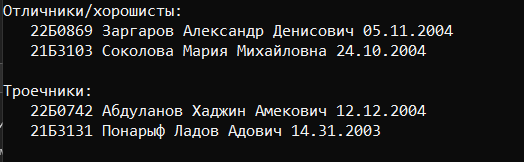 Отличники/хорошисты:
22Б0869 Заргаров Александр Денисович 05.11.2004
21Б3103 Соколова Мария Михайловна 24.10.2004
Троечники:
22Б0742 Абдуланов Хаджин Амекович 12.12.2004
21Б3131 Понарыф Ладов Адович 14.31.2003